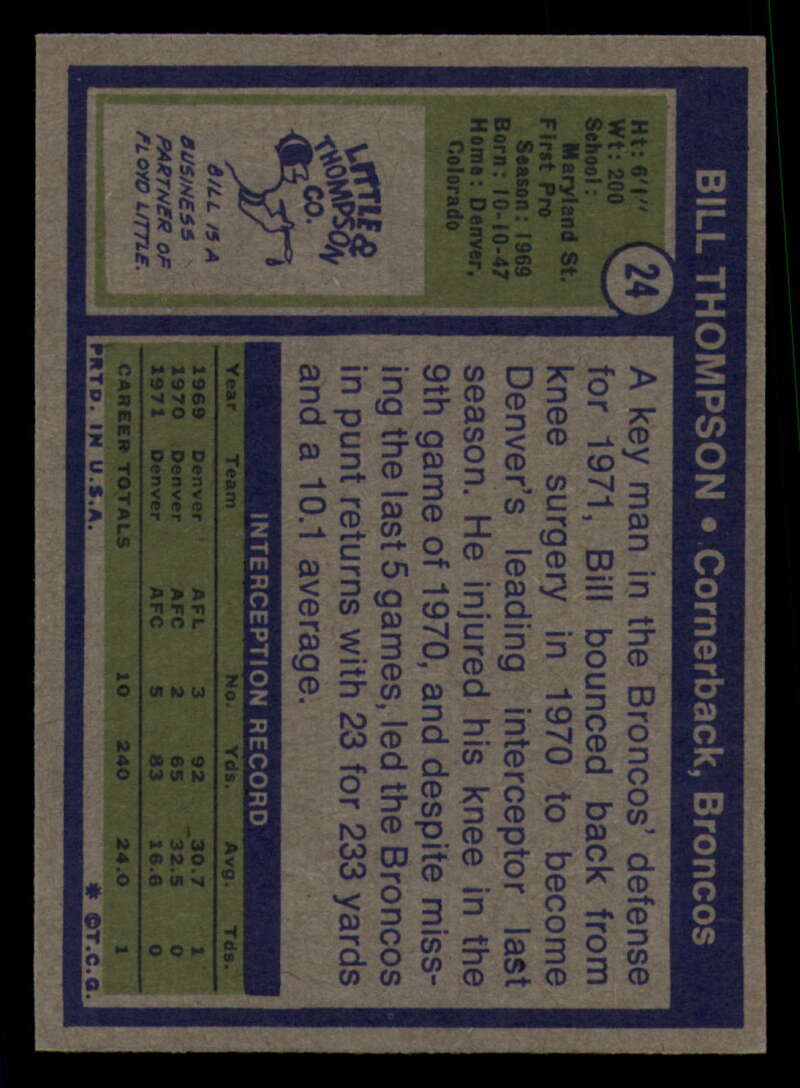 BILL THOMPSON • Cornerback, Broncos
24
Ht: 6'1"
Wt: 200
School:
Maryland St.
First Pro
Season: 1969
Born: 10-10-47
Home: Denver,
Colorado
LITTLE &
THOMPSON
CO.
BILL IS A
BUSINESS
PARTNER OF
FLOYD LITTLE.
A key man in the Broncos' defense
for 1971, Bill bounced back from
knee surgery in 1970 to become
Denver's leading interceptor last
season. He injured his knee in the
9th game of 1970, and despite miss-
ing the last 5 games, led the Broncos
in punt returns with 23 for 233 yards
and a 10.1 average.
INTERCEPTION RECORD
Year Team No. Yds. Avg. Tds.
1969 Denver AFL 3 92 30.7 1
1970 Denver AFC 2 65 32.5 0
1971 Denver AFC 5 83 16.6 0
CAREER TOTALS 10 240 24.0 1
PRTD. IN U.S.A. * ©T.C.G.